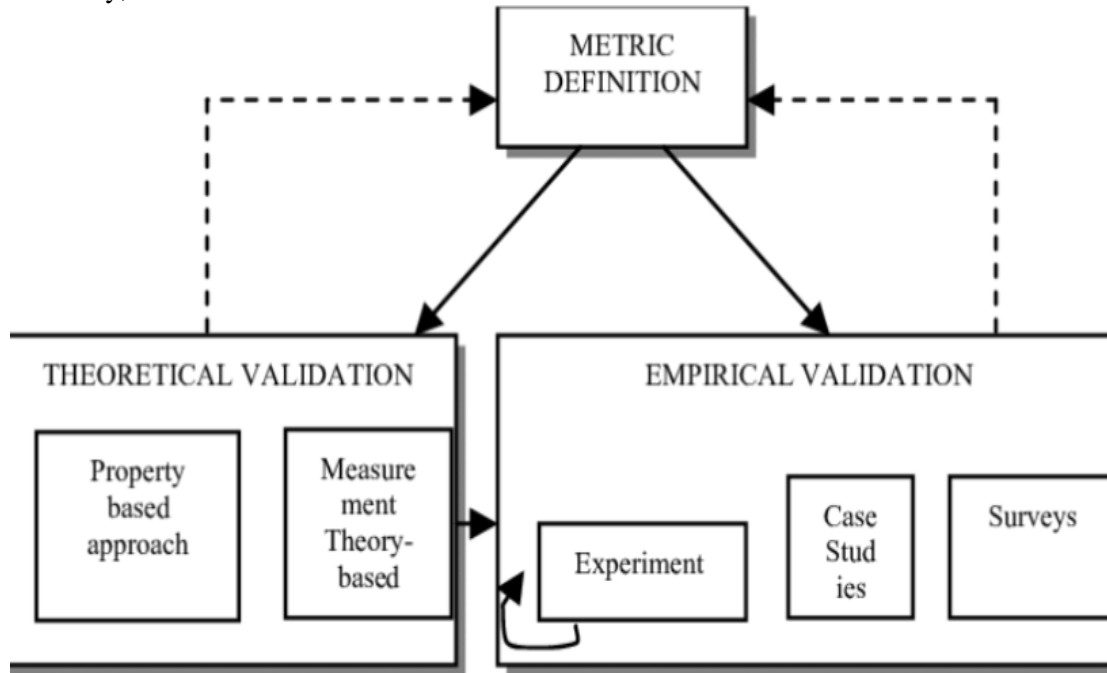 METRIC
DEFINITION
THEORETICAL VALIDATION
Property
based
approach
Measure
ment
Theory-
based
EMPIRICAL VALIDATION
Experiment
Case
Stud
ies
Surveys